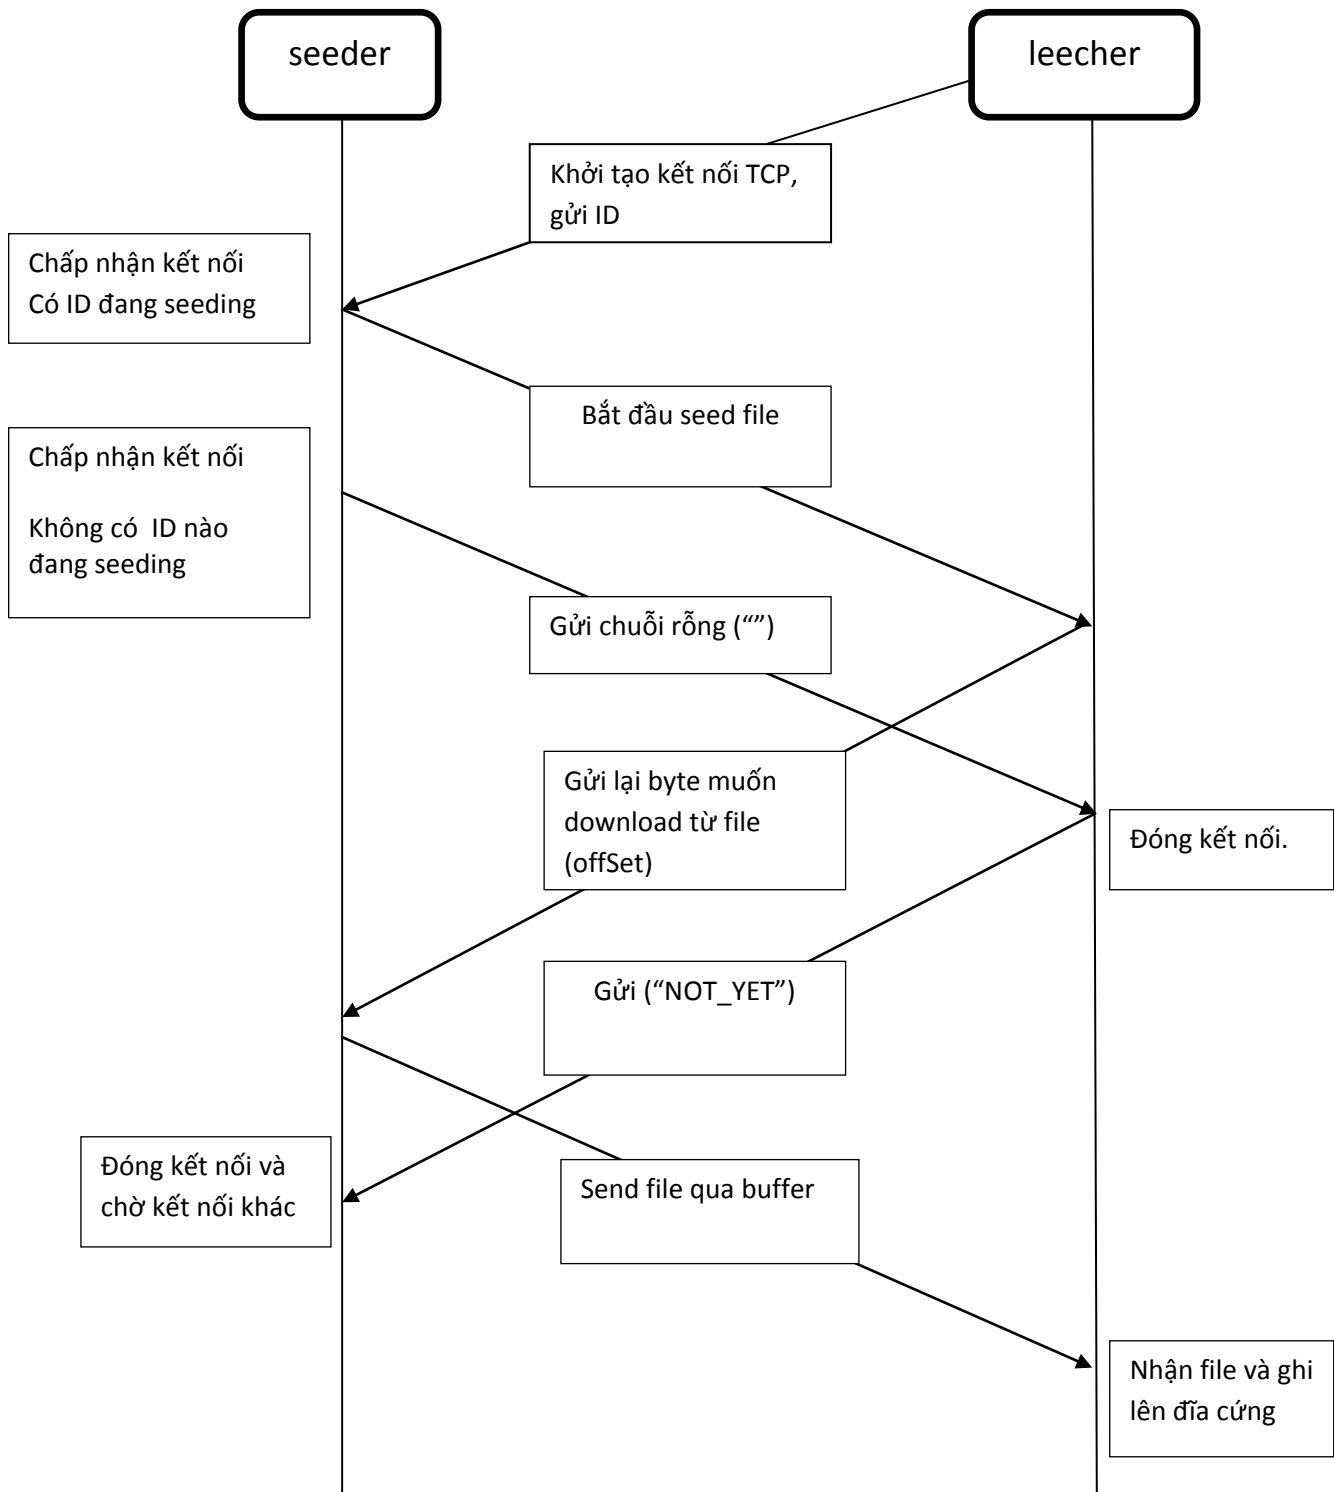 seeder
leecher
Khởi tạo kết nối TCP,
gửi ID
Chấp nhận kết nối
Có ID đang seeding
Bắt đầu seed file
Chấp nhận kết nối
Không có  ID nào
đang seeding
Gửi chuỗi rỗng (“”)
Gửi lại byte muốn
download từ file
(offSet)
Đóng kết nối.
Gửi (“NOT_YET”)
Đóng kết nối và
chờ kết nối khác
Send file qua buffer
Nhận file và ghi
lên đĩa cứng